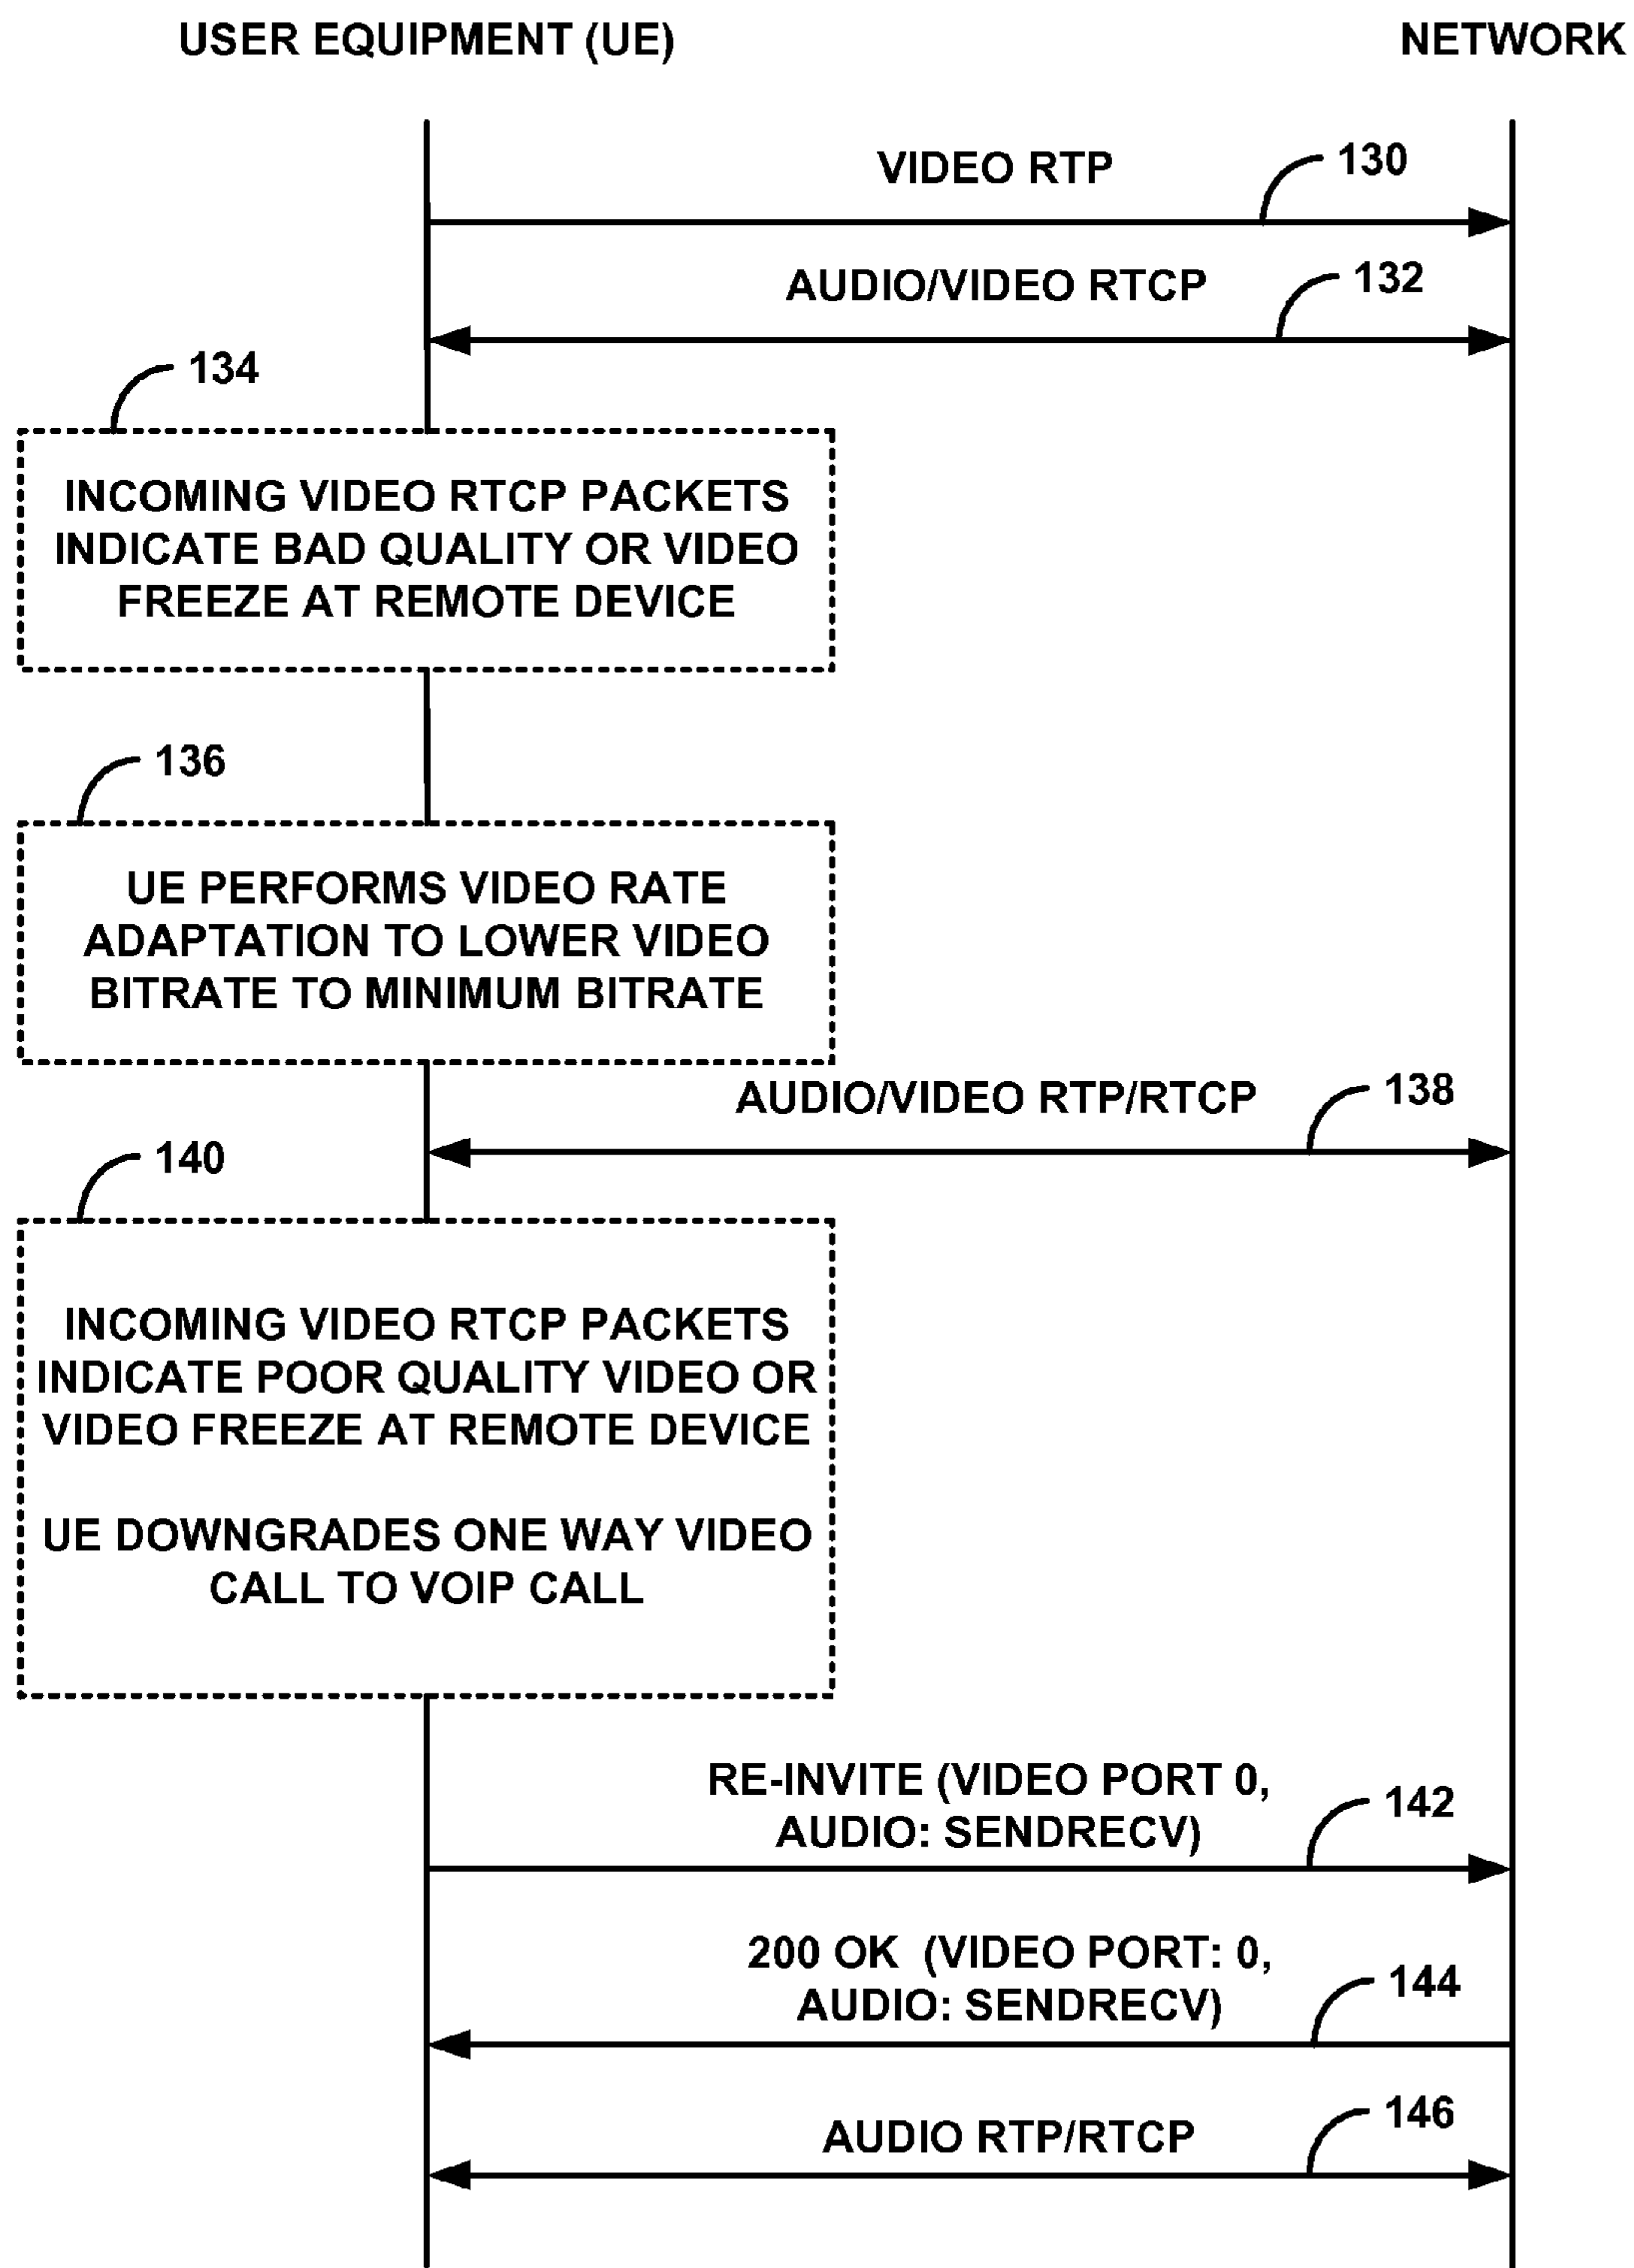 USER EQUIPMENT (UE)
NETWORK
VIDEO RTP
130
AUDIO/VIDEO RTCP
132
134
INCOMING VIDEO RTCP PACKETS
INDICATE BAD QUALITY OR VIDEO
FREEZE AT REMOTE DEVICE
136
UE PERFORMS VIDEO RATE
ADAPTATION TO LOWER VIDEO
BITRATE TO MINIMUM BITRATE
AUDIO/VIDEO RTP/RTCP
138
140
INCOMING VIDEO RTCP PACKETS
INDICATE POOR QUALITY VIDEO OR
VIDEO FREEZE AT REMOTE DEVICE
UE DOWNGRADES ONE WAY VIDEO
CALL TO VOIP CALL
RE-INVITE (VIDEO PORT 0,
AUDIO: SENDRECV)
142
200 OK (VIDEO PORT: 0,
AUDIO: SENDRECV)
144
AUDIO RTP/RTCP
146